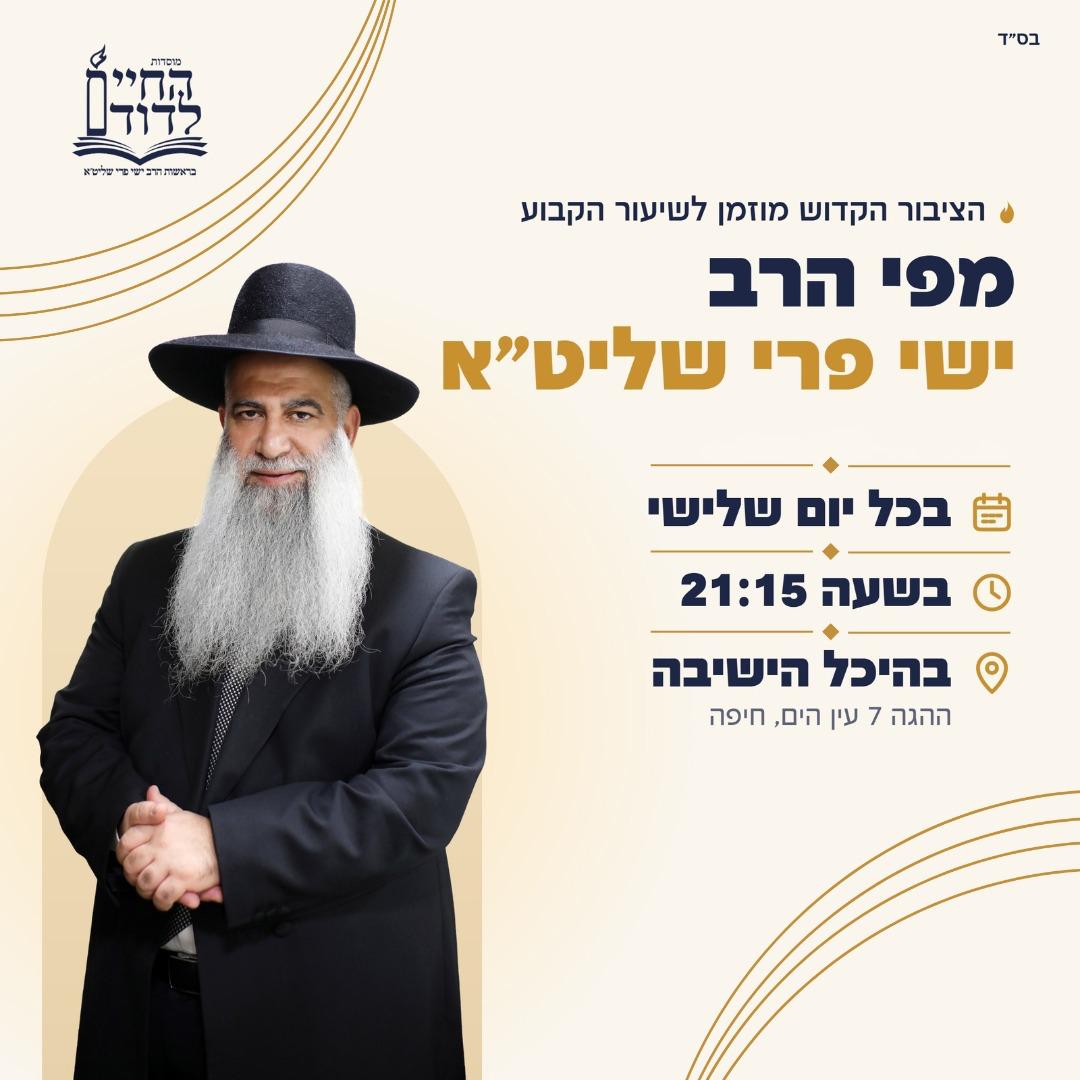 בס״ד
מוסדות
החיים
לדוד
בראשות הרב ישי פרי שליט״א
הציבור הקדוש מוזמן לשיעור הקבוע
מפי הרב
ישי פרי שליט״א
בכל יום שלישי
בשעה 21:15
בהיכל הישיבה
ההגה 7 עין הים, חיפה